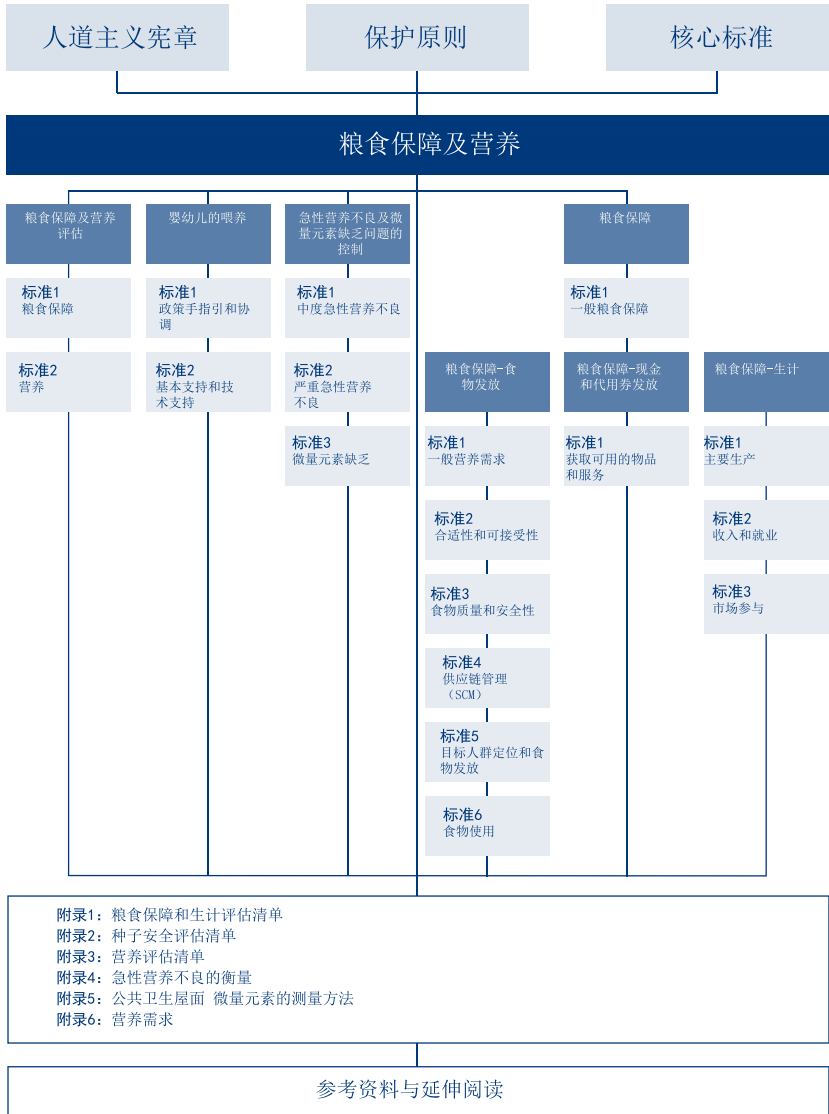 人道主义宪章
保护原则
核心标准
粮食保障及营养
粮食保障及营养
评估
标准1
粮食保障
标准2
营养
婴幼儿的喂养
标准1
政策手指引和协
调
标准2
基本支持和技
术支持
急性营养不良及微
量元素缺乏问题的
控制
标准1
中度急性营养不良
标准2
严重急性营养
不良
标准3
微量元素缺乏
粮食保障
标准1
一般粮食保障
粮食保障-食
物发放
标准1
一般营养需求
标准2
合适性和可接受性
标准3
食物质量和安全性
标准4
供应链管理
（SCM）
标准5
目标人群定位和食
物发放
标准6
食物使用
粮食保障-现金
和代用券发放
标准1
获取可用的物品
和服务
粮食保障-生计
标准1
主要生产
标准2
收入和就业
标准3
市场参与
附录1: 粮食保障和生计评估清单
附录2: 种子安全评估清单
附录3: 营养评估清单
附录4: 急性营养不良的衡量
附录5: 公共卫生屋面 微量元素的测量方法
附录6: 营养需求
参考资料与延伸阅读